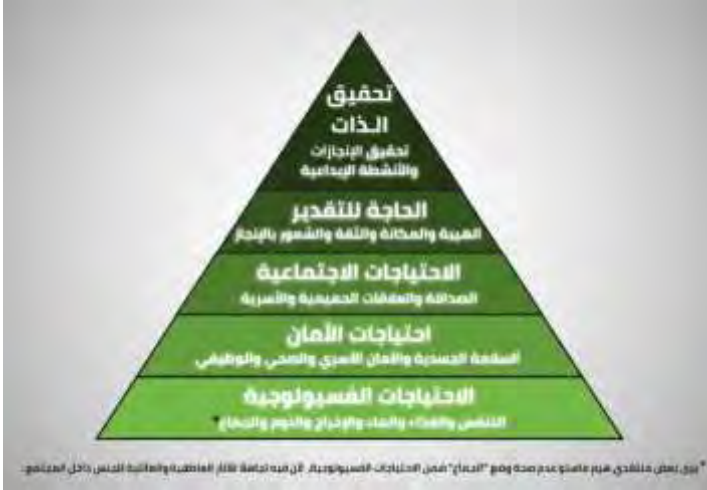 تحقيق
الـذات
تحقيق الإنجازات
والأنشطة الإبداعية
الحاجة للتقدير
الهيبة والمكانة والثقة والشعور بالإنجاز
الاحتياجات الاجتماعية
الصداقة والعلاقات الحميمية والأسرية
احتياجات الأمان
السلامة الجسدية والأمان الأسري والصحي والوظيفي
الاحتياجات الفسيولوجية
التنفس والغذاء والماء والإخراج والنوم والجماع*
*يرى بعض منتقدي هرم ماسلو عدم صحة وضع "الجماع" ضمن الاحتياجات الفسيولوجية، لأن فيه تجاهلا للآثار العاطفية والعائلية للجنس داخل المجتمع.